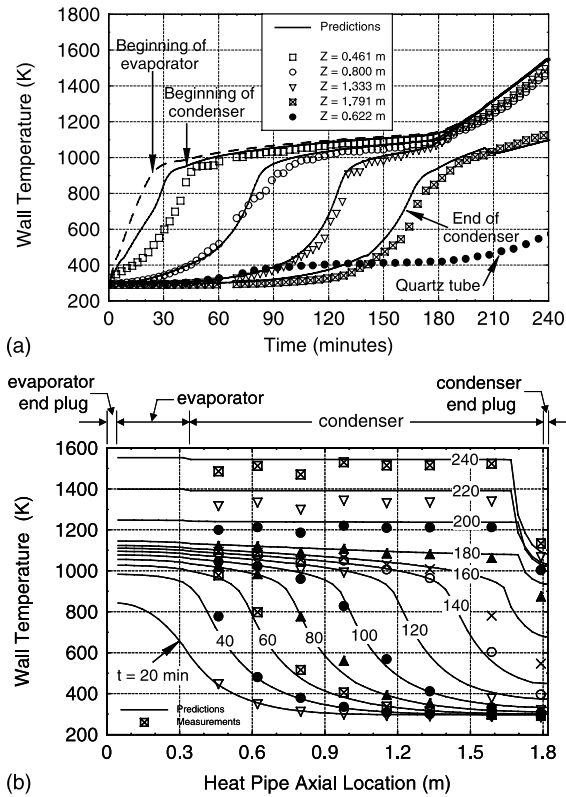 1800
1600
1400
1200
1000
800
600
400
200
Wall Temperature (K)
Predictions
Z = 0.461 m
Z = 0.800 m
Z = 1.333 m
Z = 1.791 m
Z = 0.622 m
Beginning of
evaporator
Beginning of
condenser
End of
condenser
Quartz tube
0 30 60 90 120 150 180 210 240
Time (minutes)
(a)
evaporator
end plug
evaporator
condenser
condenser
end plug
1600
1400
1200
1000
800
600
400
200
Wall Temperature (K)
240
220
200
180
160
140
120
100
80
60
40
t = 20 min
Predictions
Measurements
0.0 0.3 0.6 0.9 1.2 1.5 1.8
Heat Pipe Axial Location (m)
(b)